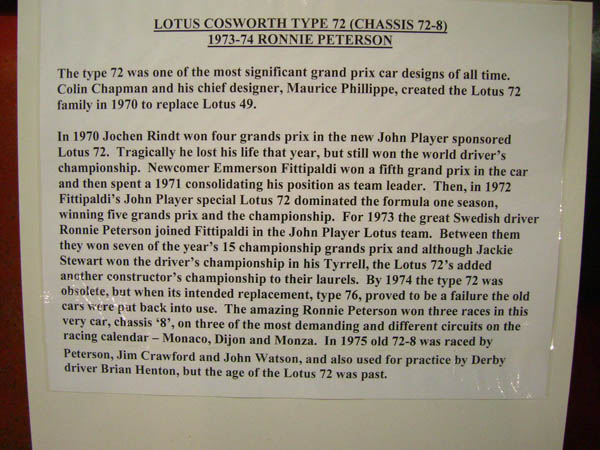 LOTUS COSWORTH TYPE 72 (CHASSIS 72-8)
1973-74 RONNIE PETERSON
The type 72 was one of the most significant grand prix car designs of all time.
Colin Chapman and his chief designer, Maurice Phillippe, created the Lotus 72
family in 1970 to replace Lotus 49.
In 1970 Jochen Rindt won four grands prix in the new John Player sponsored
Lotus 72. Tragically he lost his life that year, but still won the world driver's
championship. Newcomer Emmerson Fittipaldi won a fifth grand prix in the car
and then spent a 1971 consolidating his position as team leader. Then, in 1972
Fittipaldi's John Player special Lotus 72 dominated the formula one season,
winning five grands prix and the championship. For 1973 the great Swedish driver
Ronnie Peterson joined Fittipaldi in the John Player Lotus team. Between them
they won seven of the year's 15 championship grands prix and although Jackie
Stewart won the driver's championship in his Tyrrell, the Lotus 72's added
another constructor's championship to their laurels. By 1974 the type 72 was
obsolete, but when its intended replacement, type 76, proved to be a failure the old
cars were put back into use. The amazing Ronnie Peterson won three races in this
very car, chassis '8', on three of the most demanding and different circuits on the
racing calendar – Monaco, Dijon and Monza. In 1975 old 72-8 was raced by
Peterson, Jim Crawford and John Watson, and also used for practice by Derby
driver Brian Henton, but the age of the Lotus 72 was past.